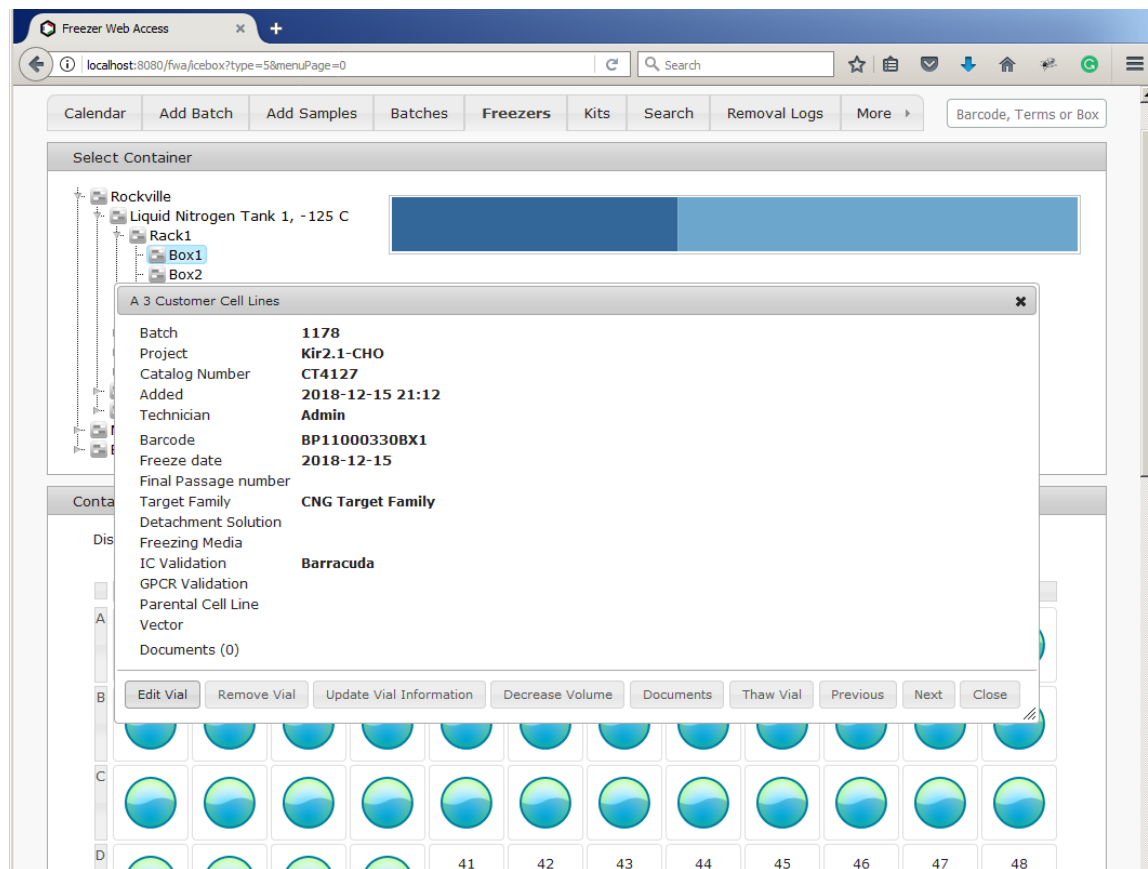 Freezer Web Access
localhost:8080/fwa/icebox?type=5&menuPage=0
Search
Calendar Add Batch Add Samples Batches Freezers Kits Search Removal Logs More Barcode, Terms or Box
Select Container
Rockville
Liquid Nitrogen Tank 1, -125 C
Rack1
Box1
Box2
A 3 Customer Cell Lines
Batch 1178
Project Kir2.1-CHO
Catalog Number CT4127
Added 2018-12-15 21:12
Technician Admin
Barcode BP11000330BX1
Freeze date 2018-12-15
Final Passage number
Target Family CNG Target Family
Detachment Solution
Freezing Media
IC Validation Barracuda
GPCR Validation
Parental Cell Line
Vector
Documents (0)
Edit Vial Remove Vial Update Vial Information Decrease Volume Documents Thaw Vial Previous Next Close
Conta
Dis
A
B
C
D 41 42 43 44 45 46 47 48